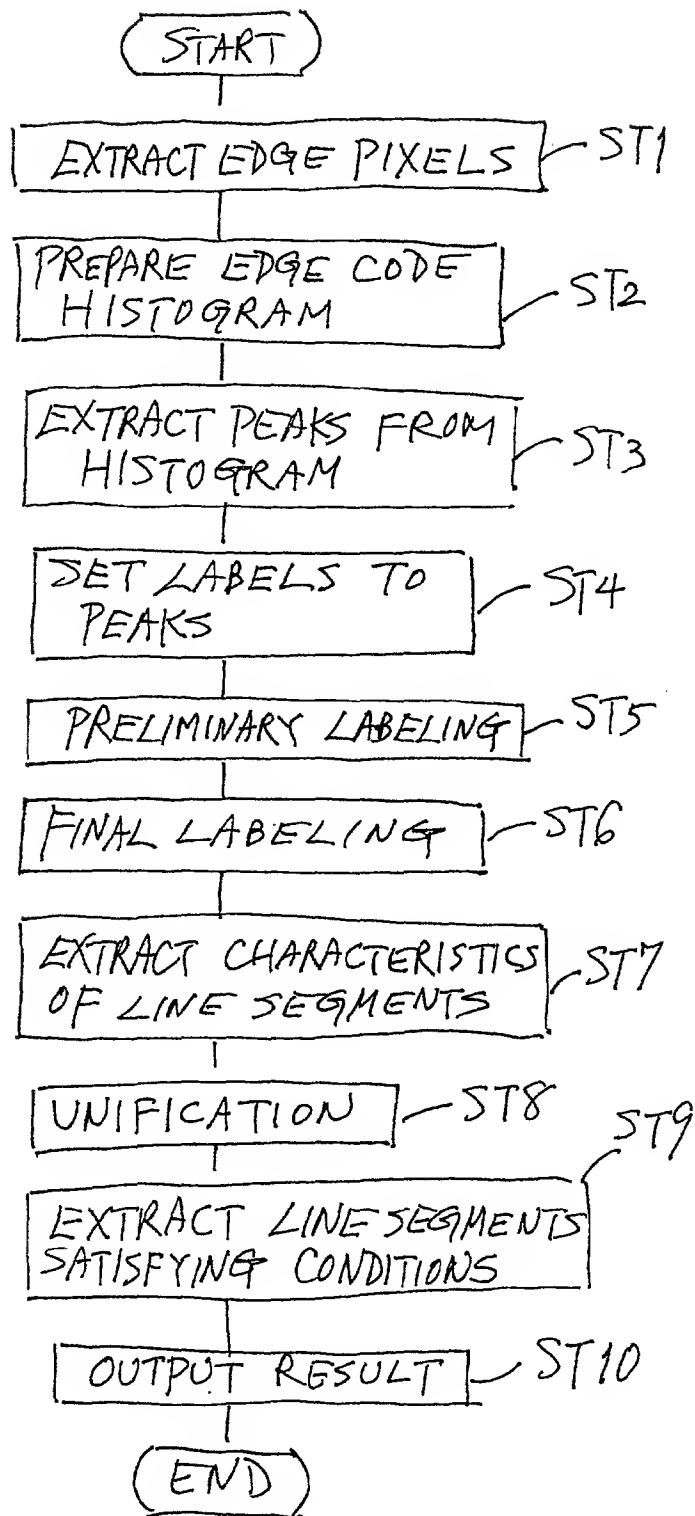 START
EXTRACT EDGE PIXELS
ST1
PREPARE EDGE CODE
HISTOGRAM
ST2
EXTRACT PEAKS FROM
HISTOGRAM
ST3
SET LABELS TO
PEAKS
ST4
PRELIMINARY LABELING
ST5
FINAL LABELING
ST6
EXTRACT CHARACTERISTICS
OF LINE SEGMENTS
ST7
UNIFICATION
ST8
ST9
EXTRACT LINE SEGMENTS
SATISFYING CONDITIONS
OUTPUT RESULT
ST10
END